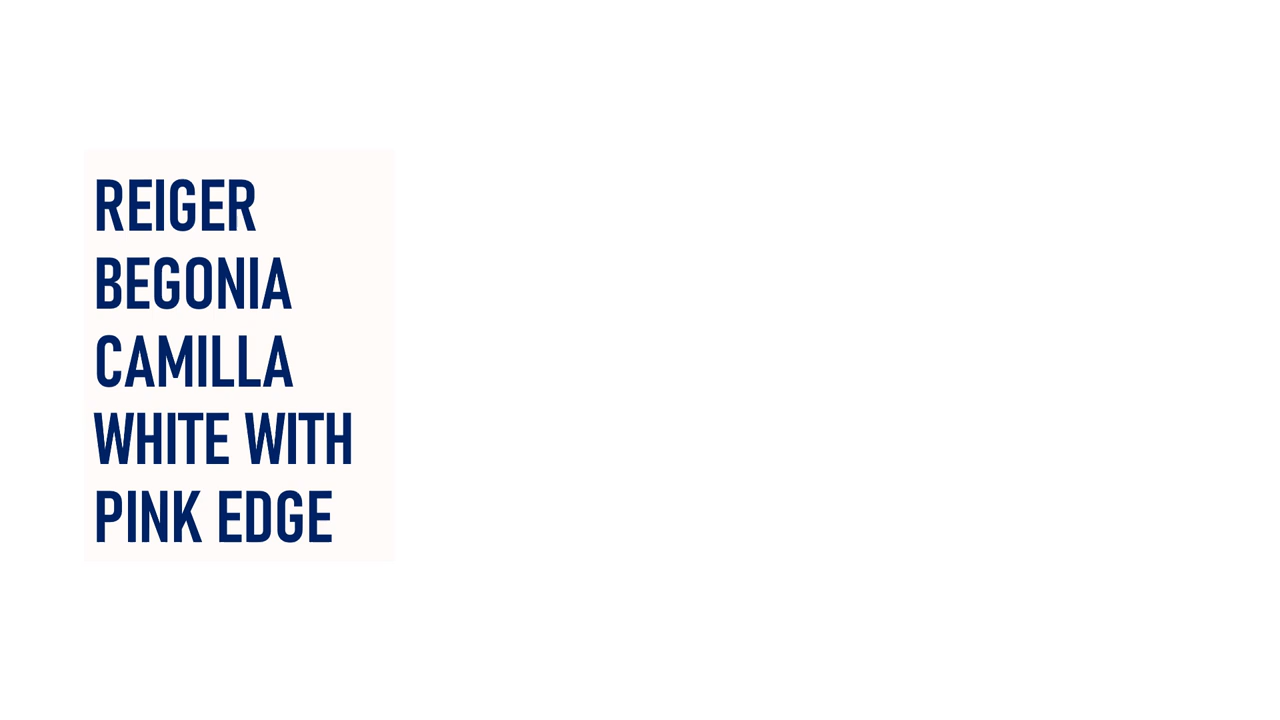 REIGER
BEGONIA
CAMILLA
WHITE WITH
PINK EDGE